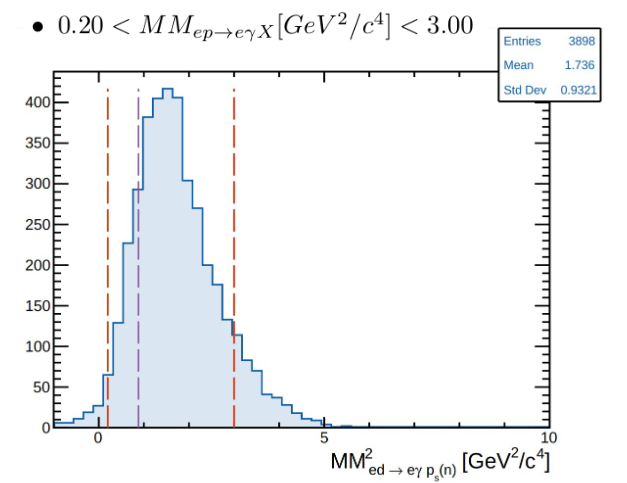 • 0.20 < MM_{ep→eγX}[GeV²/c⁴] < 3.00
Entries 3898
Mean 1.736
Std Dev 0.9321
400
350
300
250
200
150
100
50
0
0 5 10
MM²_{ed → eγ p_s(n)} [GeV²/c⁴]